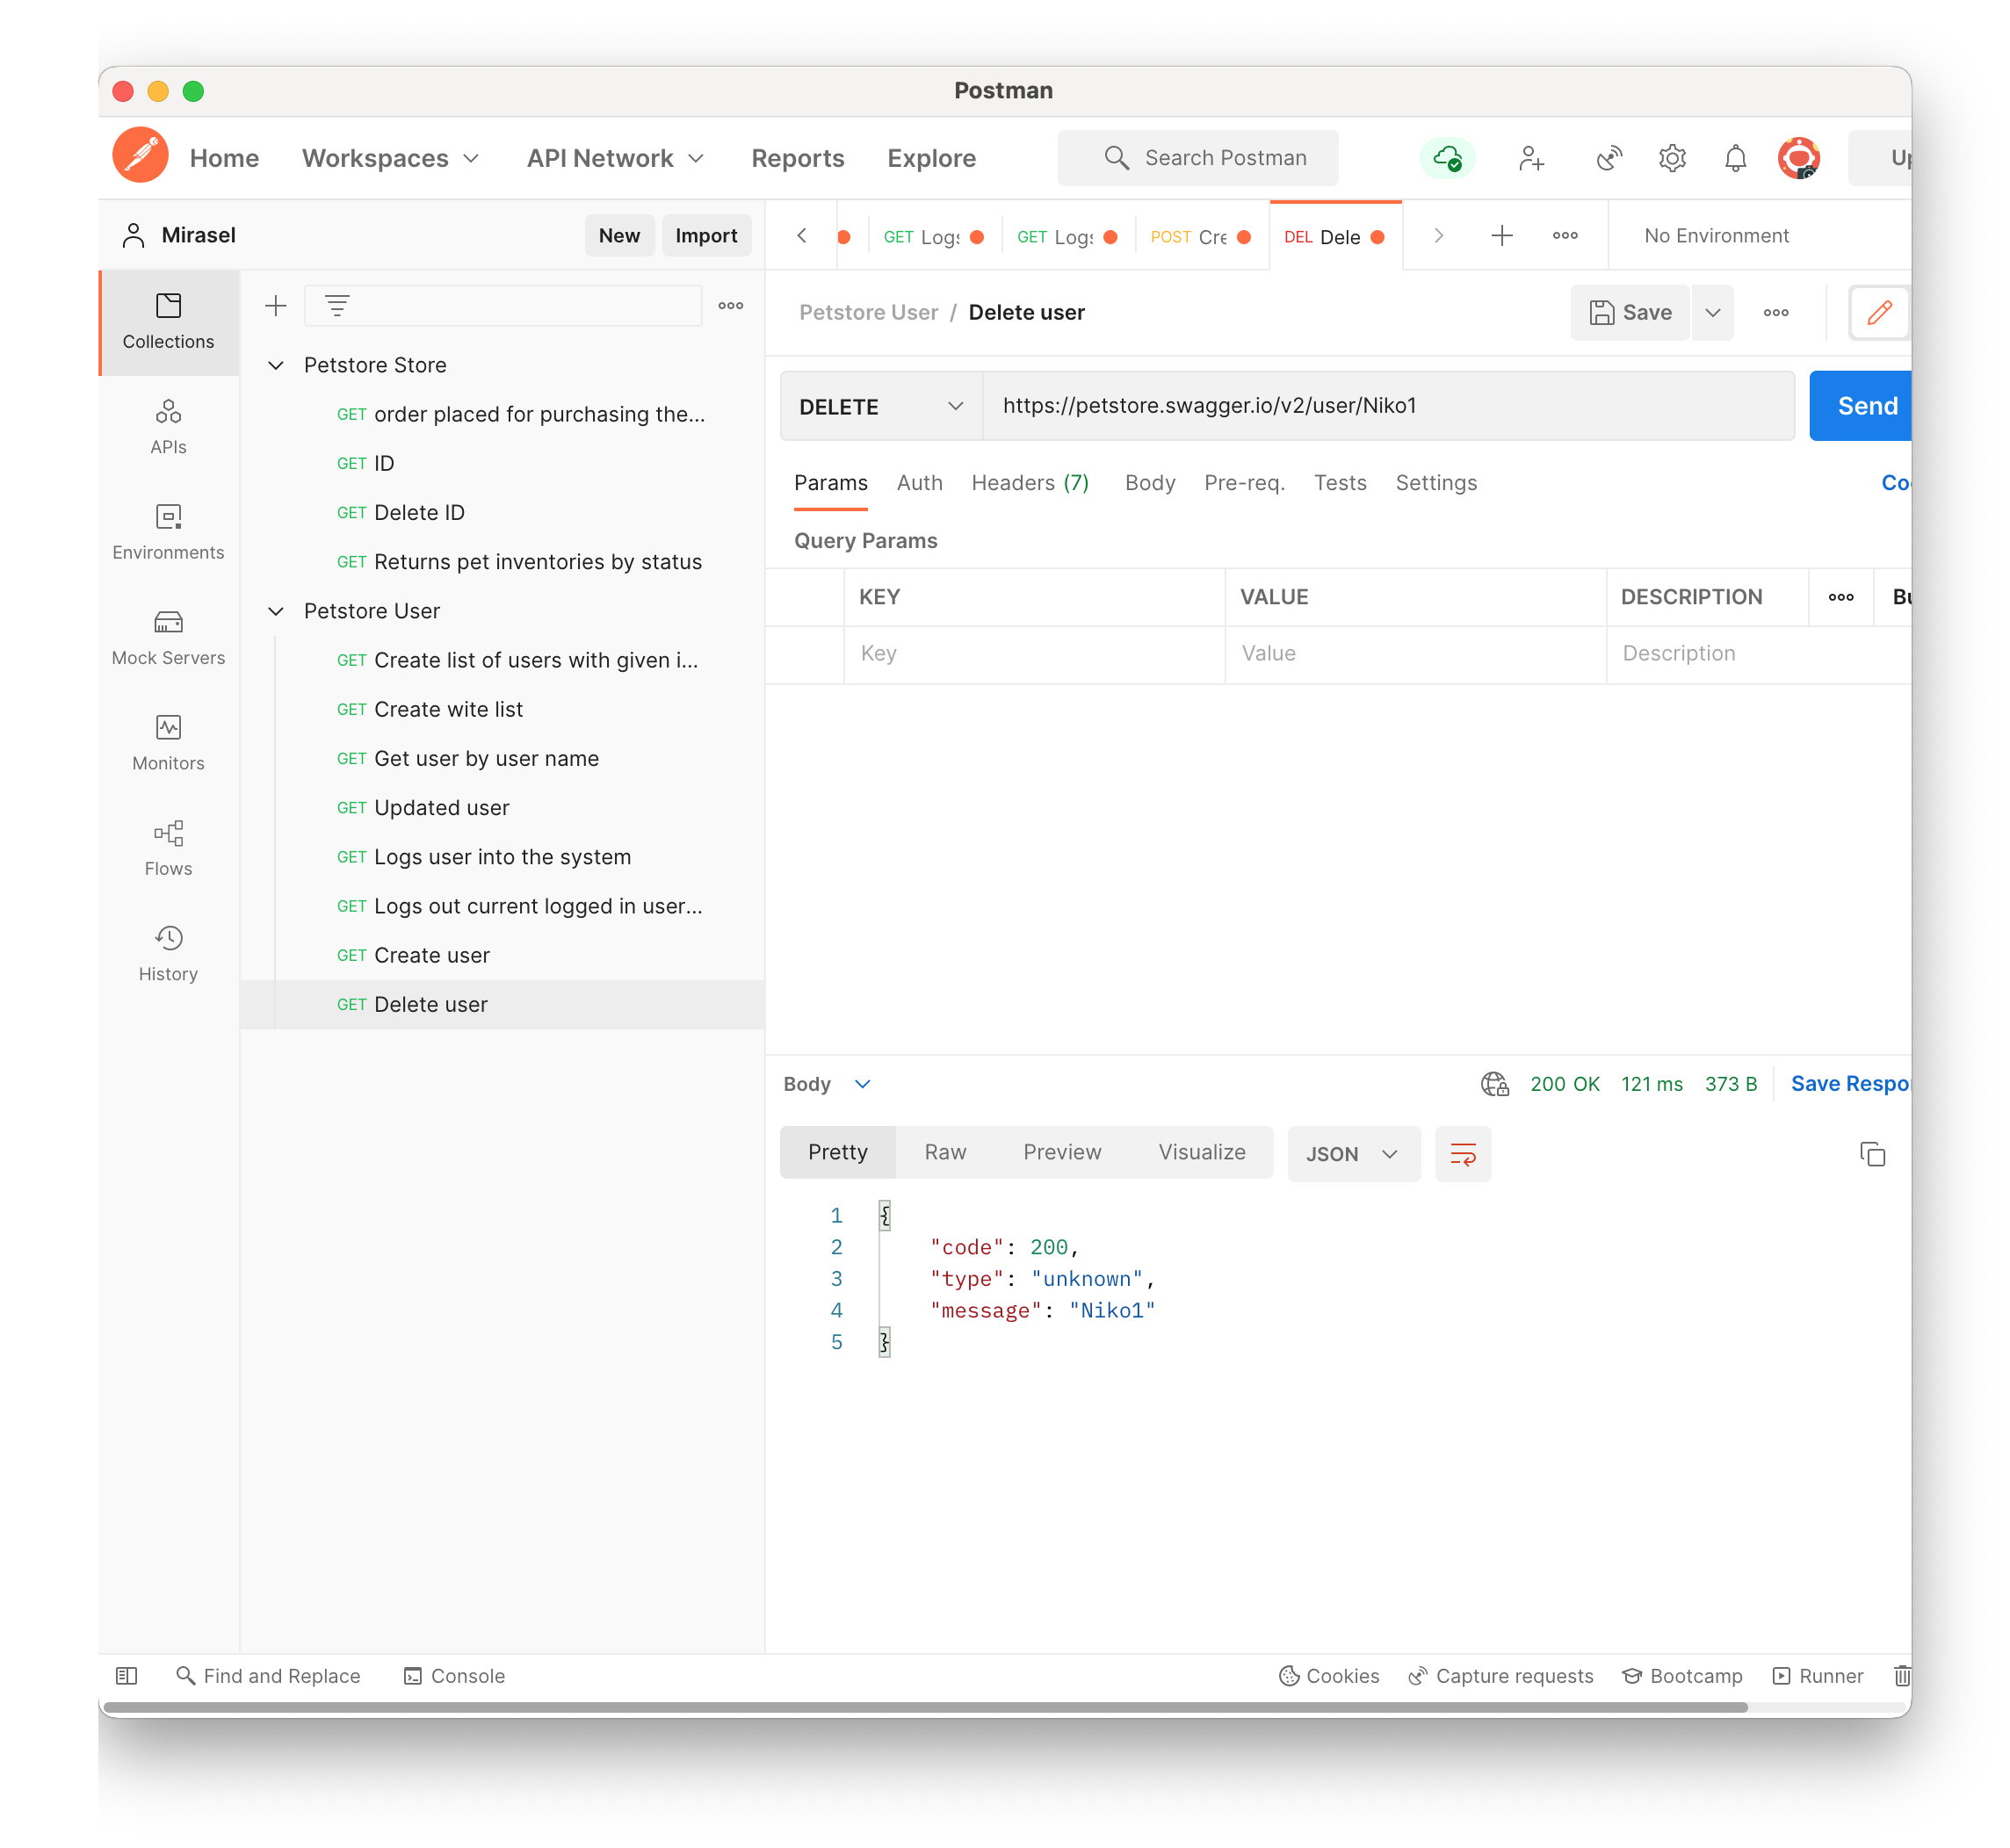 Postman
Home Workspaces API Network Reports Explore Search Postman Up
Mirasel New Import GET Logs GET Logs POST Cre DEL Dele No Environment
Collections
APIs
Environments
Mock Servers
Monitors
Flows
History
Petstore Store
GET order placed for purchasing the...
GET ID
GET Delete ID
GET Returns pet inventories by status
Petstore User
GET Create list of users with given i...
GET Create wite list
GET Get user by user name
GET Updated user
GET Logs user into the system
GET Logs out current logged in user...
GET Create user
GET Delete user
Petstore User / Delete user Save
DELETE https://petstore.swagger.io/v2/user/Niko1 Send
Params Auth Headers (7) Body Pre-req. Tests Settings Coo
Query Params
KEY VALUE DESCRIPTION Bu
Key Value Description
Body 200 OK 121 ms 373 B Save Respo
Pretty Raw Preview Visualize JSON
1 {
2 "code": 200,
3 "type": "unknown",
4 "message": "Niko1"
5 }
Find and Replace Console Cookies Capture requests Bootcamp Runner